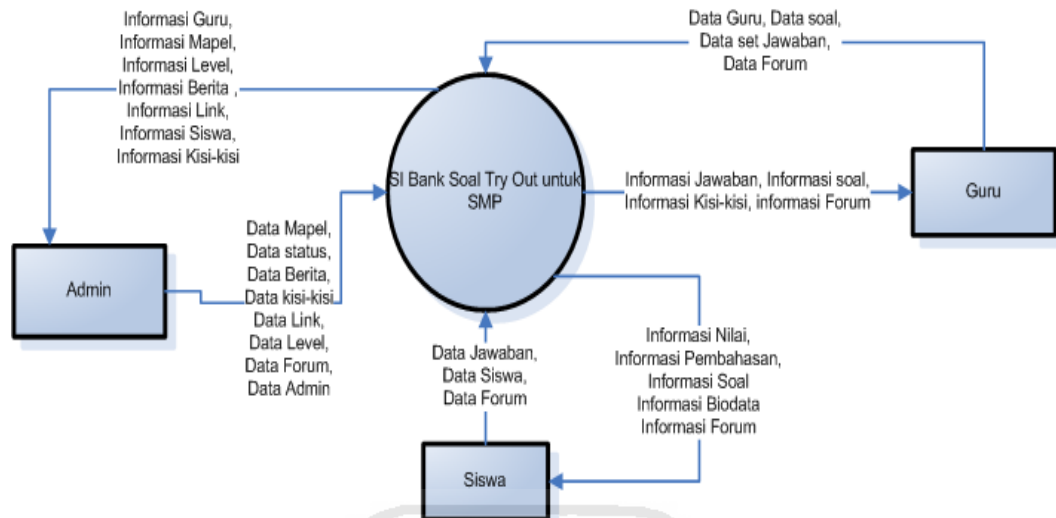 Informasi Guru,
Informasi Mapel,
Informasi Level,
Informasi Berita ,
Informasi Link,
Informasi Siswa,
Informasi Kisi-kisi
Data Guru, Data soal,
Data set Jawaban,
Data Forum
SI Bank Soal Try Out untuk
SMP
Informasi Jawaban, Informasi soal,
Informasi Kisi-kisi, informasi Forum
Guru
Admin
Data Mapel,
Data status,
Data Berita,
Data kisi-kisi
Data Link,
Data Level,
Data Forum,
Data Admin
Data Jawaban,
Data Siswa,
Data Forum
Informasi Nilai,
Informasi Pembahasan,
Informasi Soal
Informasi Biodata
Informasi Forum
Siswa